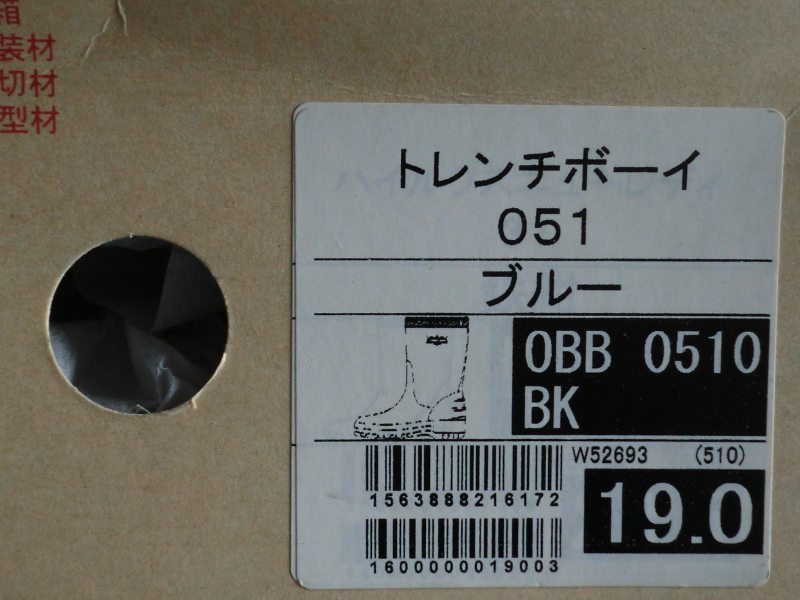 箱
装材
切材
型材
トレンチボーイ
051
ブルー
OBB 0510
BK
W52693 (510)
1563888216172
19.0
1600000019003